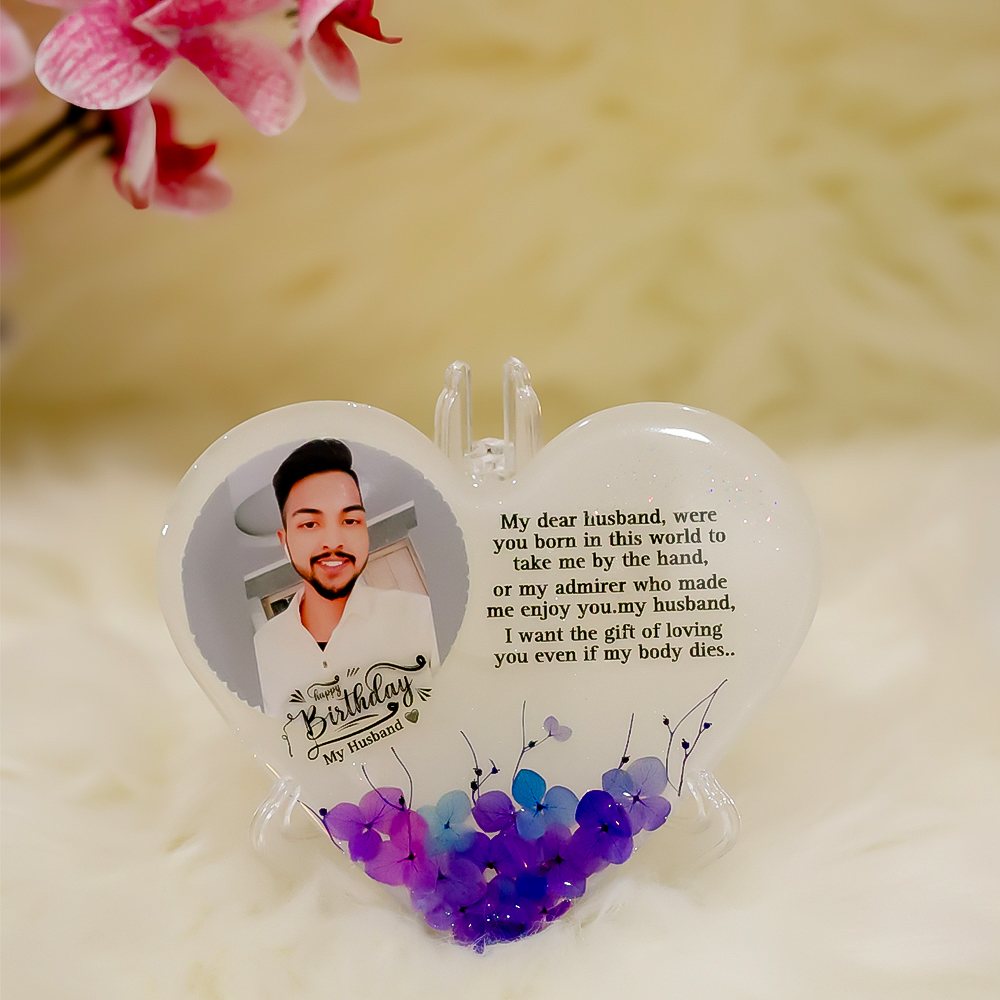 happy
Birthday
My Husband
My dear husband, were
you born in this world to
take me by the hand,
or my admirer who made
me enjoy you.my husband,
I want the gift of loving
you even if my body dies..